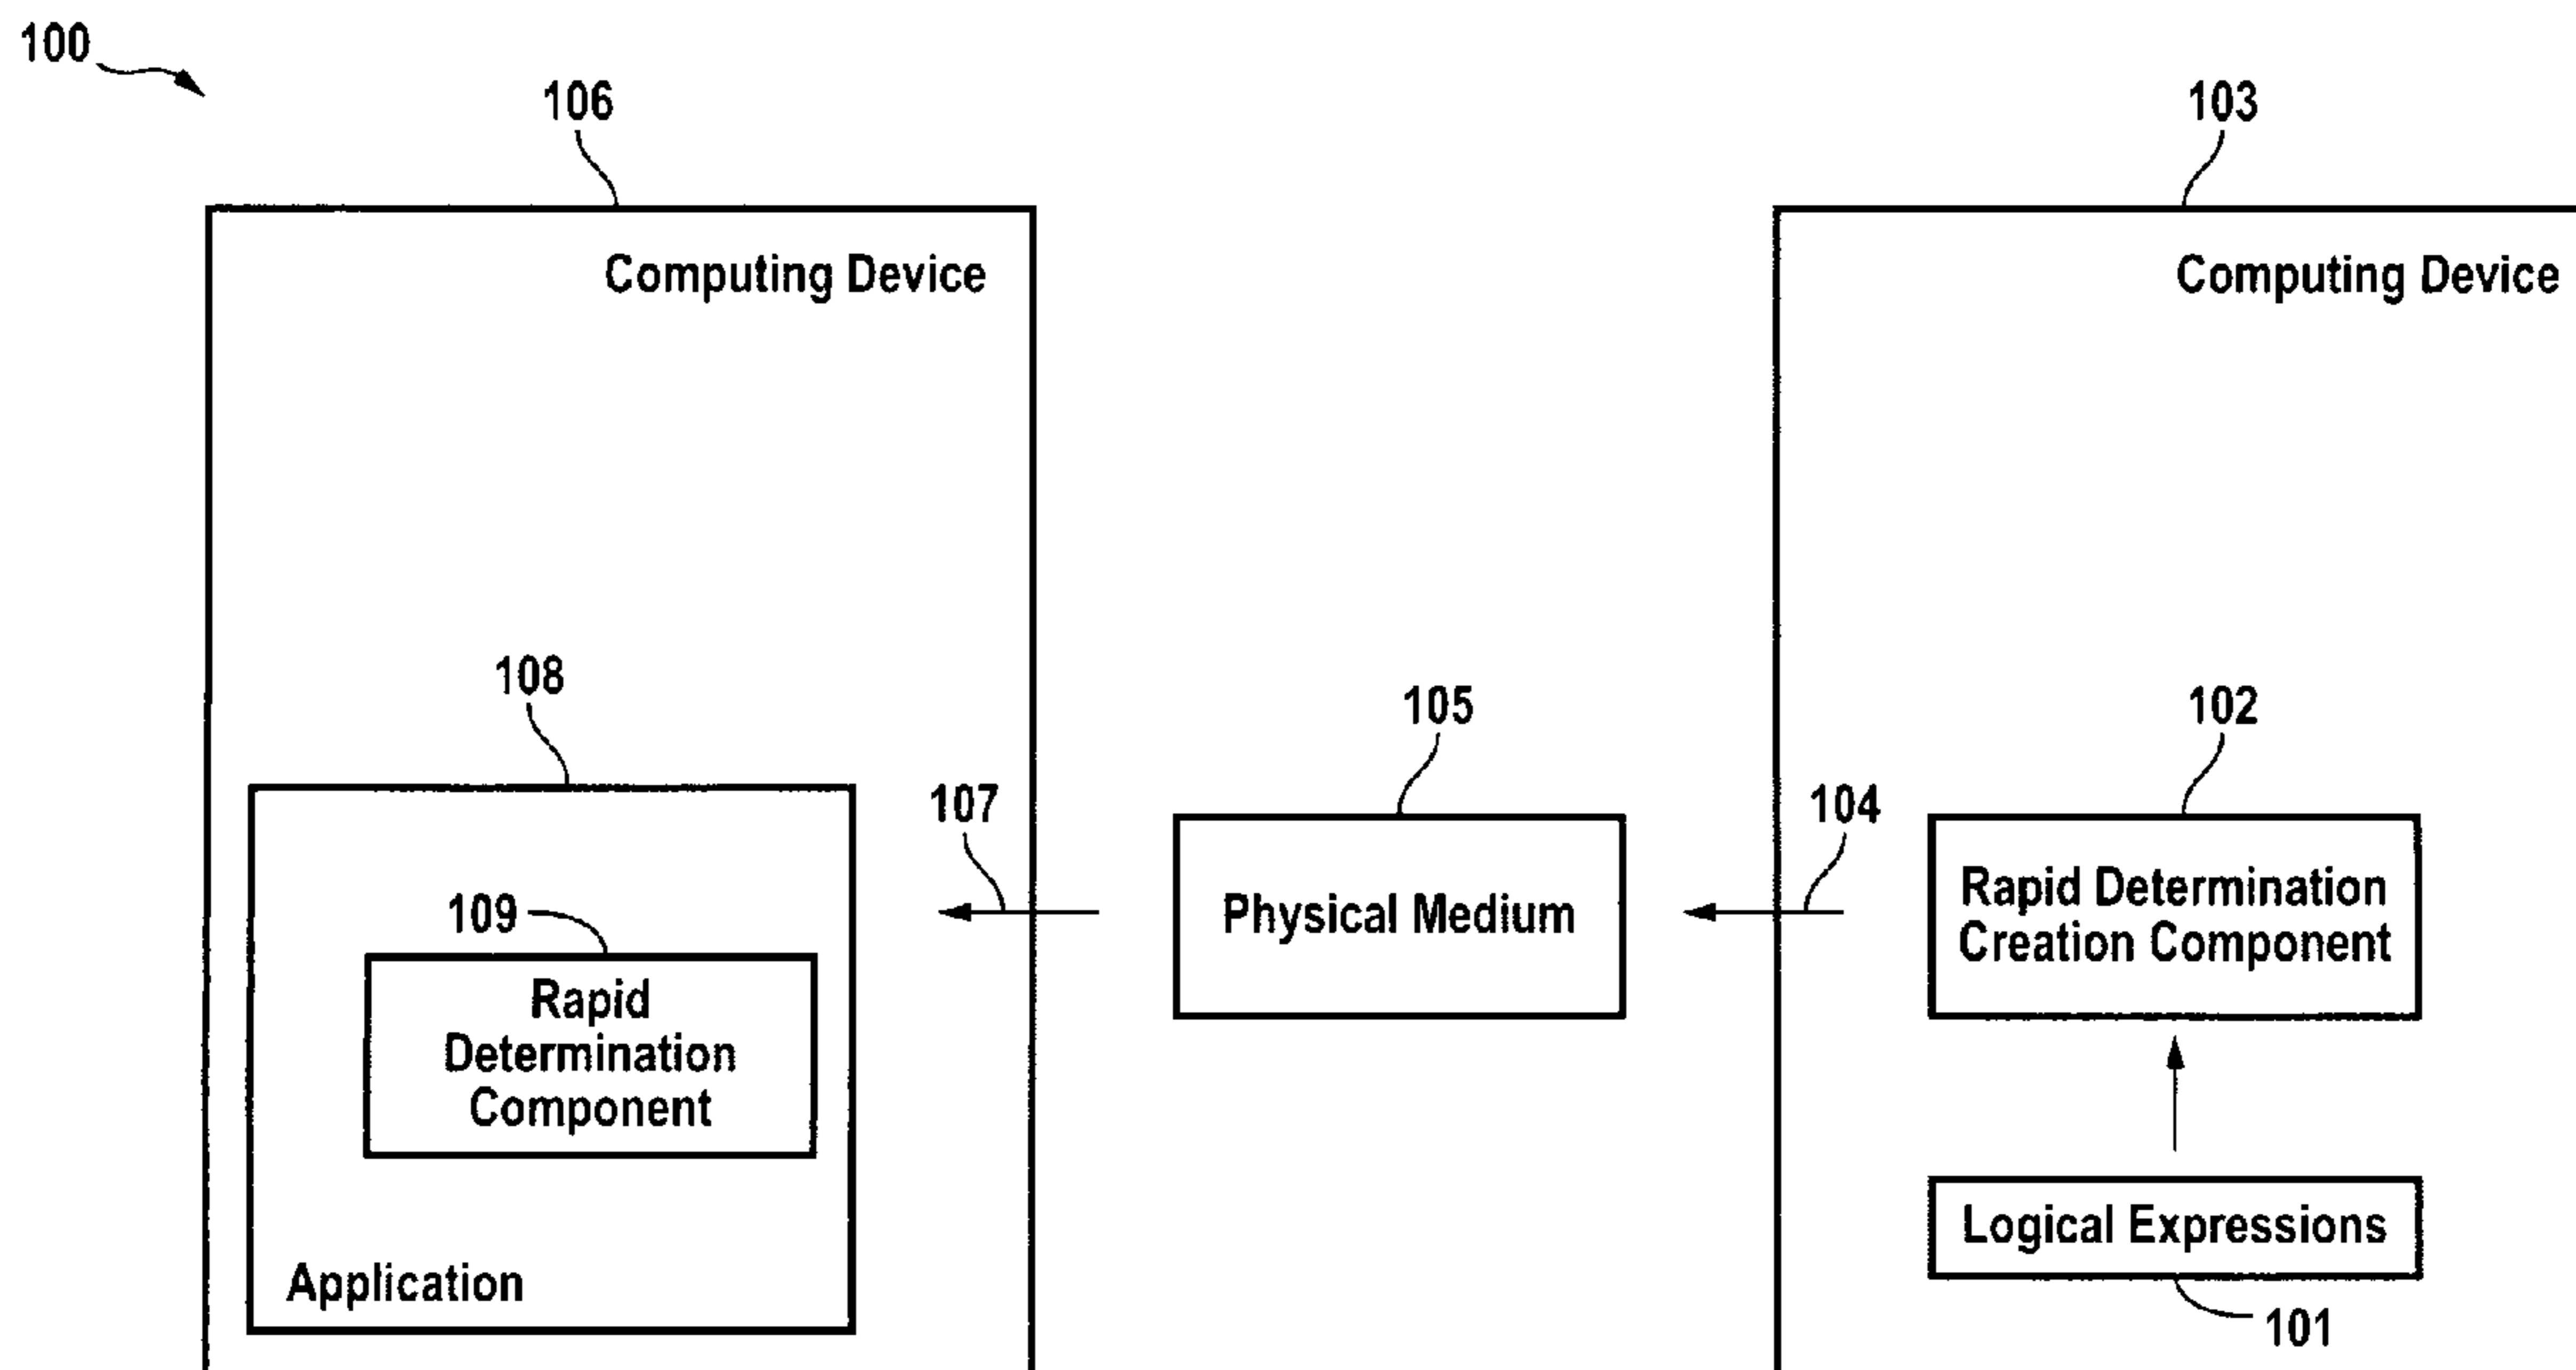 100
106
103
Computing Device
Computing Device
108
105
102
107
104
Rapid Determination
Creation Component
Physical Medium
109
Rapid
Determination
Component
Logical Expressions
Application
101